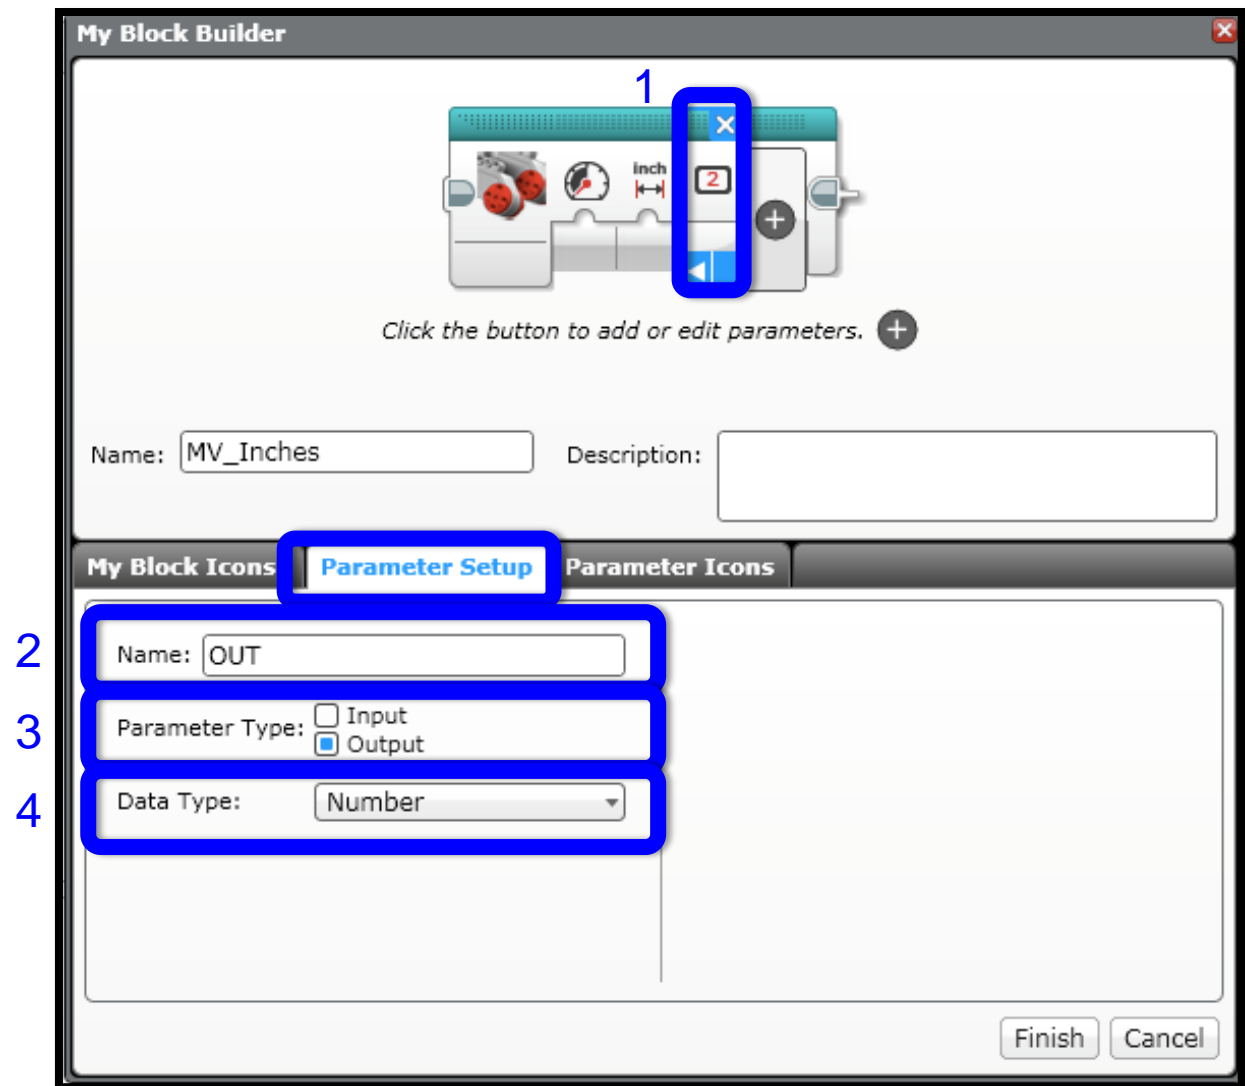 My Block Builder
1
inch
2
Click the button to add or edit parameters.
Name: MV_Inches Description:
My Block Icons Parameter Setup Parameter Icons
2 Name: OUT
3 Parameter Type: Input
Output
4 Data Type: Number
Finish Cancel